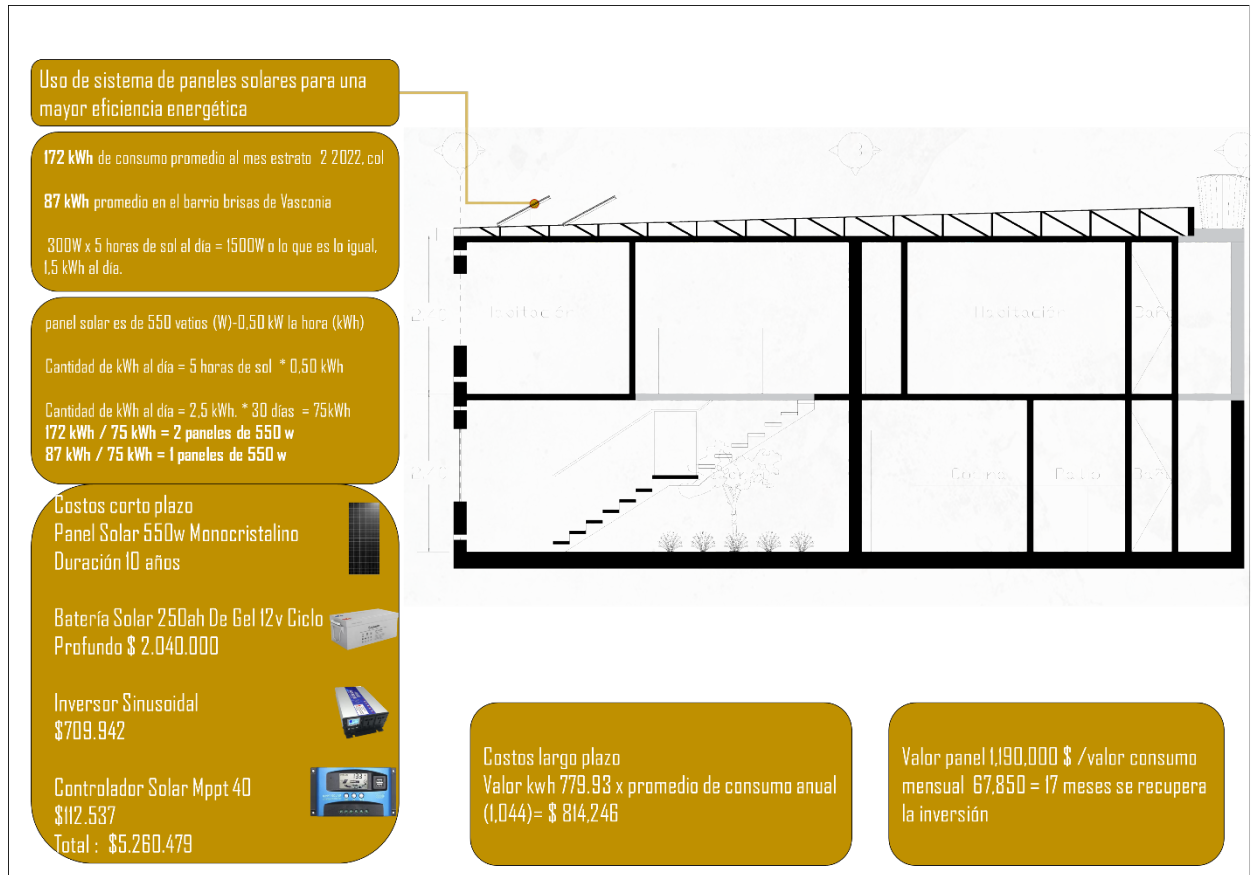 Uso de sistema de paneles solares para una
mayor eficiencia energética
172 kWh de consumo promedio al mes estrato 2 2022, col
87 kWh promedio en el barrio brisas de Vasconia
300W x 5 horas de sol al día = 1500W o lo que es lo igual,
1,5 kWh al día.
panel solar es de 550 vatios (W)-0,50 kW la hora (kWh)
Cantidad de kWh al día = 5 horas de sol * 0,50 kWh
Cantidad de kWh al día = 2,5 kWh. * 30 días = 75kWh
172 kWh / 75 kWh = 2 paneles de 550 w
87 kWh / 75 kWh = 1 paneles de 550 w
Costos corto plazo
Panel Solar 550w Monocristalino
Duración 10 años
Batería Solar 250ah De Gel 12v Ciclo
Profundo $ 2.040.000
Inversor Sinusoidal
$709.942
Controlador Solar Mppt 40
$112.537
Total : $5.260.479
Habitación
Habitación
Baño
Costos largo plazo
Valor kwh 779.93 x promedio de consumo anual
(1,044)= $ 814,246
Valor panel 1,190,000 $ /valor consumo
mensual 67,850 = 17 meses se recupera
la inversión